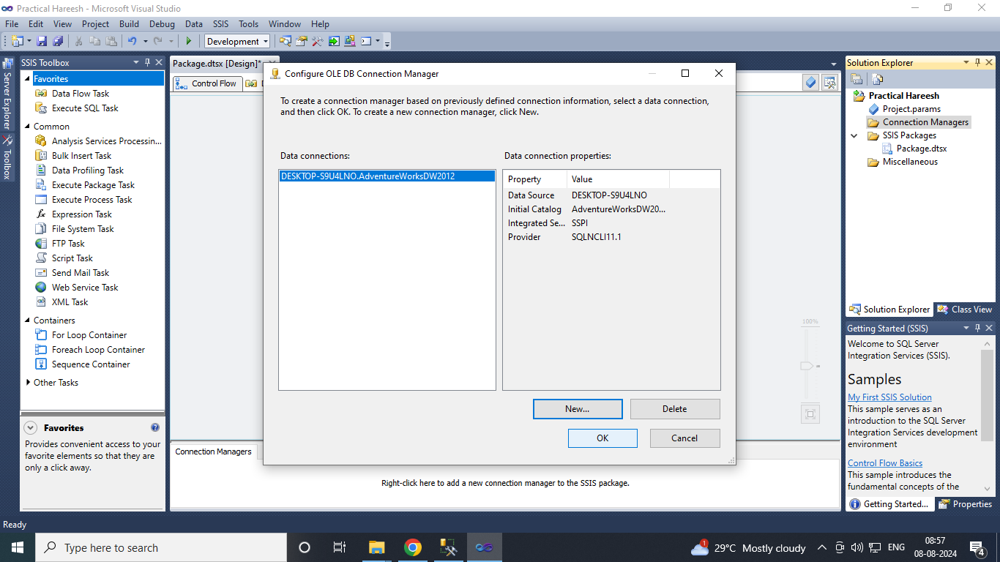 Practical Hareesh - Microsoft Visual Studio
File Edit View Project Build Debug Data SSIS Tools Window Help
Development
Server Explorer
Toolbox
SSIS Toolbox
Favorites
Data Flow Task
Execute SQL Task
Common
Analysis Services Processin...
Bulk Insert Task
Data Profiling Task
Execute Package Task
Execute Process Task
Expression Task
File System Task
FTP Task
Script Task
Send Mail Task
Web Service Task
XML Task
Containers
For Loop Container
Foreach Loop Container
Sequence Container
Other Tasks
Favorites
Provides convenient access to your
favorite elements so that they are
only a click away.
Package.dtsx [Design]*
Control Flow
Configure OLE DB Connection Manager
To create a connection manager based on previously defined connection information, select a data connection,
and then click OK. To create a new connection manager, click New.
Data connections:
DESKTOP-S9U4LNO.AdventureWorksDW2012
Data connection properties:
Property Value
Data Source DESKTOP-S9U4LNO
Initial Catalog AdventureWorksDW20...
Integrated Se... SSPI
Provider SQLNCLI11.1
New... Delete
OK Cancel
100%
Connection Managers
Right-click here to add a new connection manager to the SSIS package.
Solution Explorer
Practical Hareesh
Project.params
Connection Managers
SSIS Packages
Package.dtsx
Miscellaneous
Solution Explorer Class View
Getting Started (SSIS)
Welcome to SQL Server
Integration Services (SSIS).
Samples
My First SSIS Solution
This sample serves as an
introduction to the SQL Server
Integration Services development
environment
Control Flow Basics
This sample introduces the
fundamental concepts of the
Getting Started... Properties
Ready
Type here to search
1
29°C Mostly cloudy
ENG
08:57
08-08-2024
4